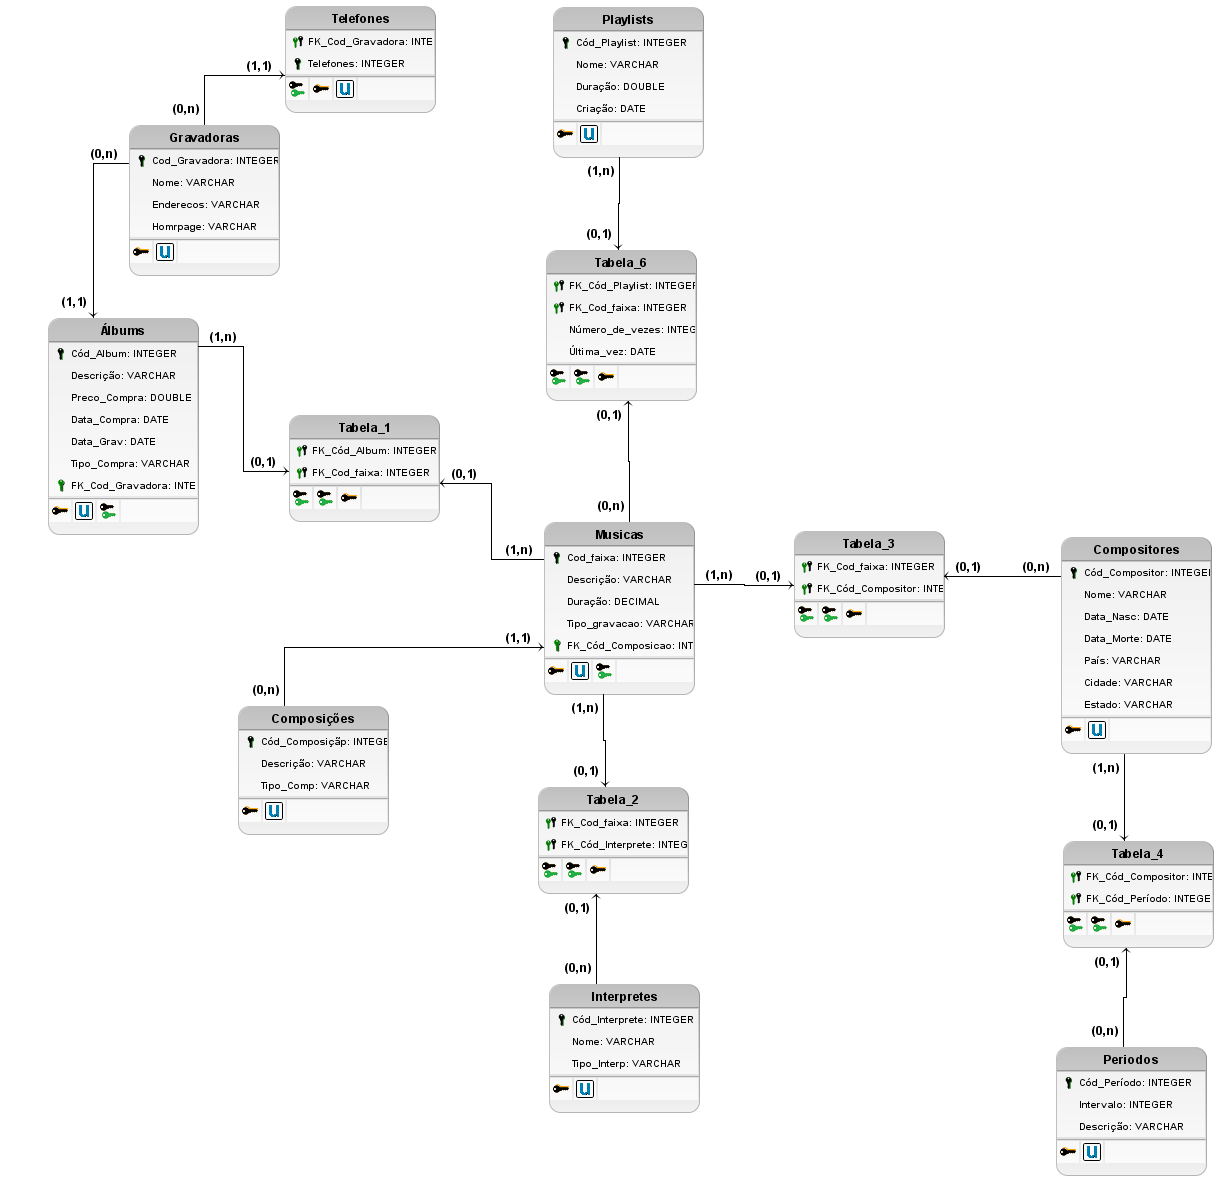 Telefones
FK_Cod_Gravadora: INTE
Telefones: INTEGER
(1,1)
(0,n)
Gravadoras
Cod_Gravadora: INTEGER
Nome: VARCHAR
Enderecos: VARCHAR
Homrpage: VARCHAR
(0,n)
(1,1)
Playlists
Cód_Playlist: INTEGER
Nome: VARCHAR
Duração: DOUBLE
Criação: DATE
(1,n)
(0,1)
Tabela_6
FK_Cód_Playlist: INTEGER
FK_Cod_faixa: INTEGER
Número_de_vezes: INTEG
Última_vez: DATE
(0,1)
(0,n)
Álbums
Cód_Album: INTEGER
Descrição: VARCHAR
Preco_Compra: DOUBLE
Data_Compra: DATE
Data_Grav: DATE
Tipo_Compra: VARCHAR
FK_Cod_Gravadora: INTE
(1,n)
(0,1)
Tabela_1
FK_Cód_Album: INTEGER
FK_Cod_faixa: INTEGER
(0,1)
(1,n)
Musicas
Cod_faixa: INTEGER
Descrição: VARCHAR
Duração: DECIMAL
Tipo_gravacao: VARCHAR
FK_Cód_Composicao: INT
(1,n)
(0,1)
Tabela_3
FK_Cod_faixa: INTEGER
FK_Cód_Compositor: INTE
(0,1)
(0,n)
Compositores
Cód_Compositor: INTEGER
Nome: VARCHAR
Data_Nasc: DATE
Data_Morte: DATE
País: VARCHAR
Cidade: VARCHAR
Estado: VARCHAR
(1,1)
(0,n)
Composições
Cód_Composiçãp: INTEGE
Descrição: VARCHAR
Tipo_Comp: VARCHAR
(1,n)
(0,1)
Tabela_2
FK_Cod_faixa: INTEGER
FK_Cód_Interprete: INTEG
(0,1)
(0,n)
Interpretes
Cód_Interprete: INTEGER
Nome: VARCHAR
Tipo_Interp: VARCHAR
(1,n)
(0,1)
Tabela_4
FK_Cód_Compositor: INTE
FK_Cód_Período: INTEGE
(0,1)
(0,n)
Periodos
Cód_Período: INTEGER
Intervalo: INTEGER
Descrição: VARCHAR